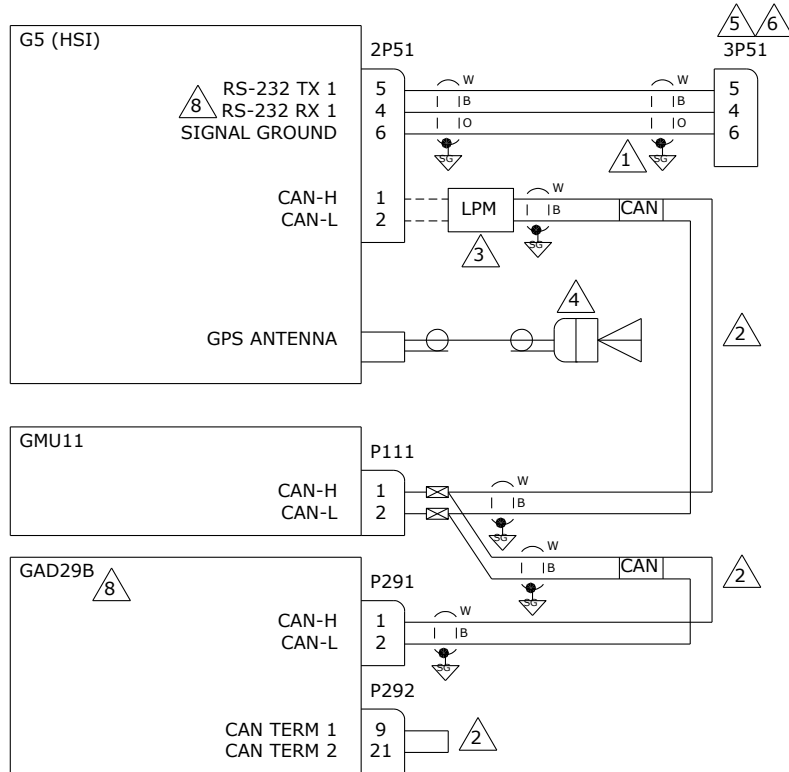 G5 (HSI)
2P51
5 6
3P51
RS-232 TX 1 5 W W 5
8 RS-232 RX 1 4 B B 4
SIGNAL GROUND 6 O O 6
SG 1 SG
CAN-H 1 LPM W CAN
CAN-L 2 B
SG
3
4
GPS ANTENNA
2
GMU11
P111
CAN-H 1 W
CAN-L 2 B
SG
GAD29B
8
W CAN
B
SG
2
P291
CAN-H 1 W
CAN-L 2 B
SG
P292
CAN TERM 1 9
CAN TERM 2 21
2